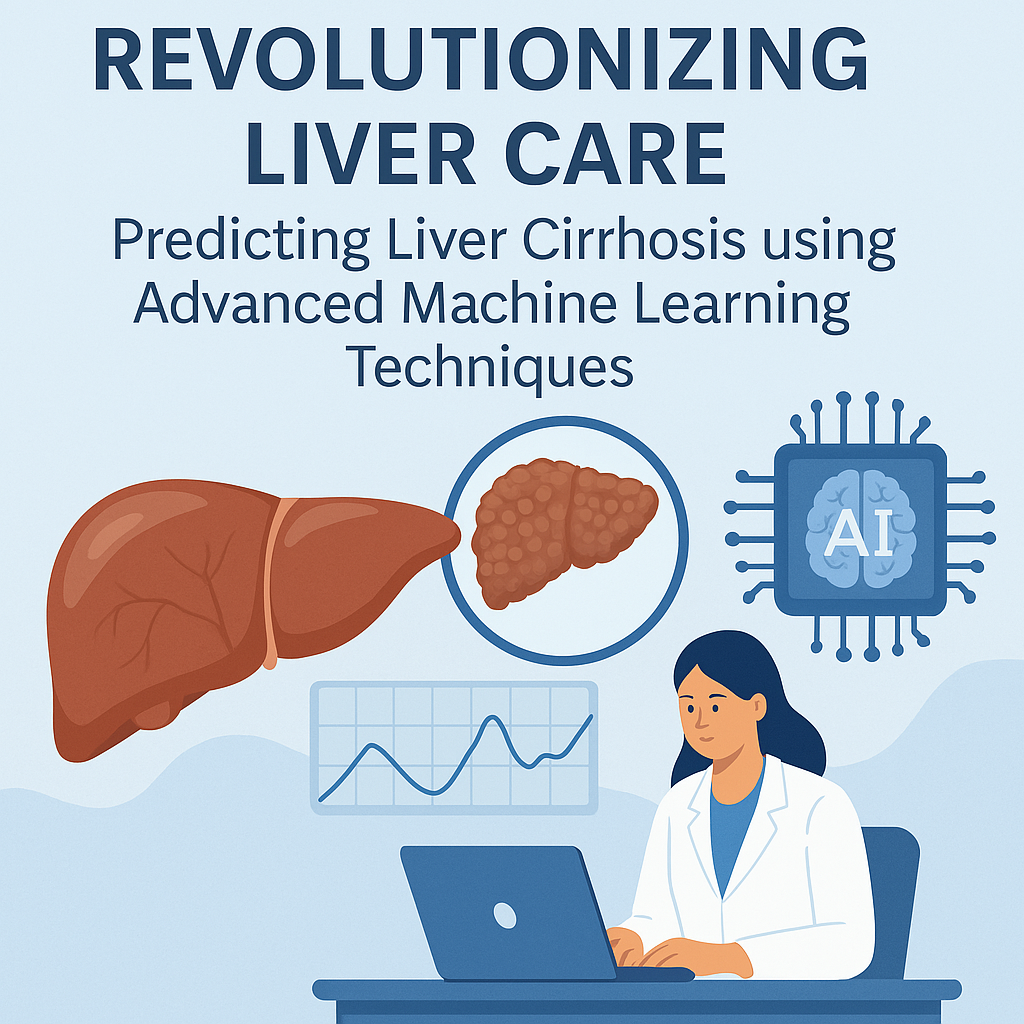 REVOLUTIONIZING
LIVER CARE
Predicting Liver Cirrhosis using
Advanced Machine Learning
Techniques
AI